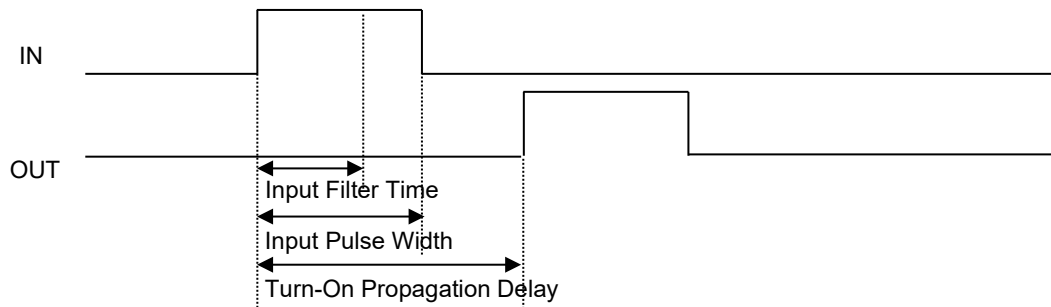 IN
OUT
Input Filter Time
Input Pulse Width
Turn-On Propagation Delay